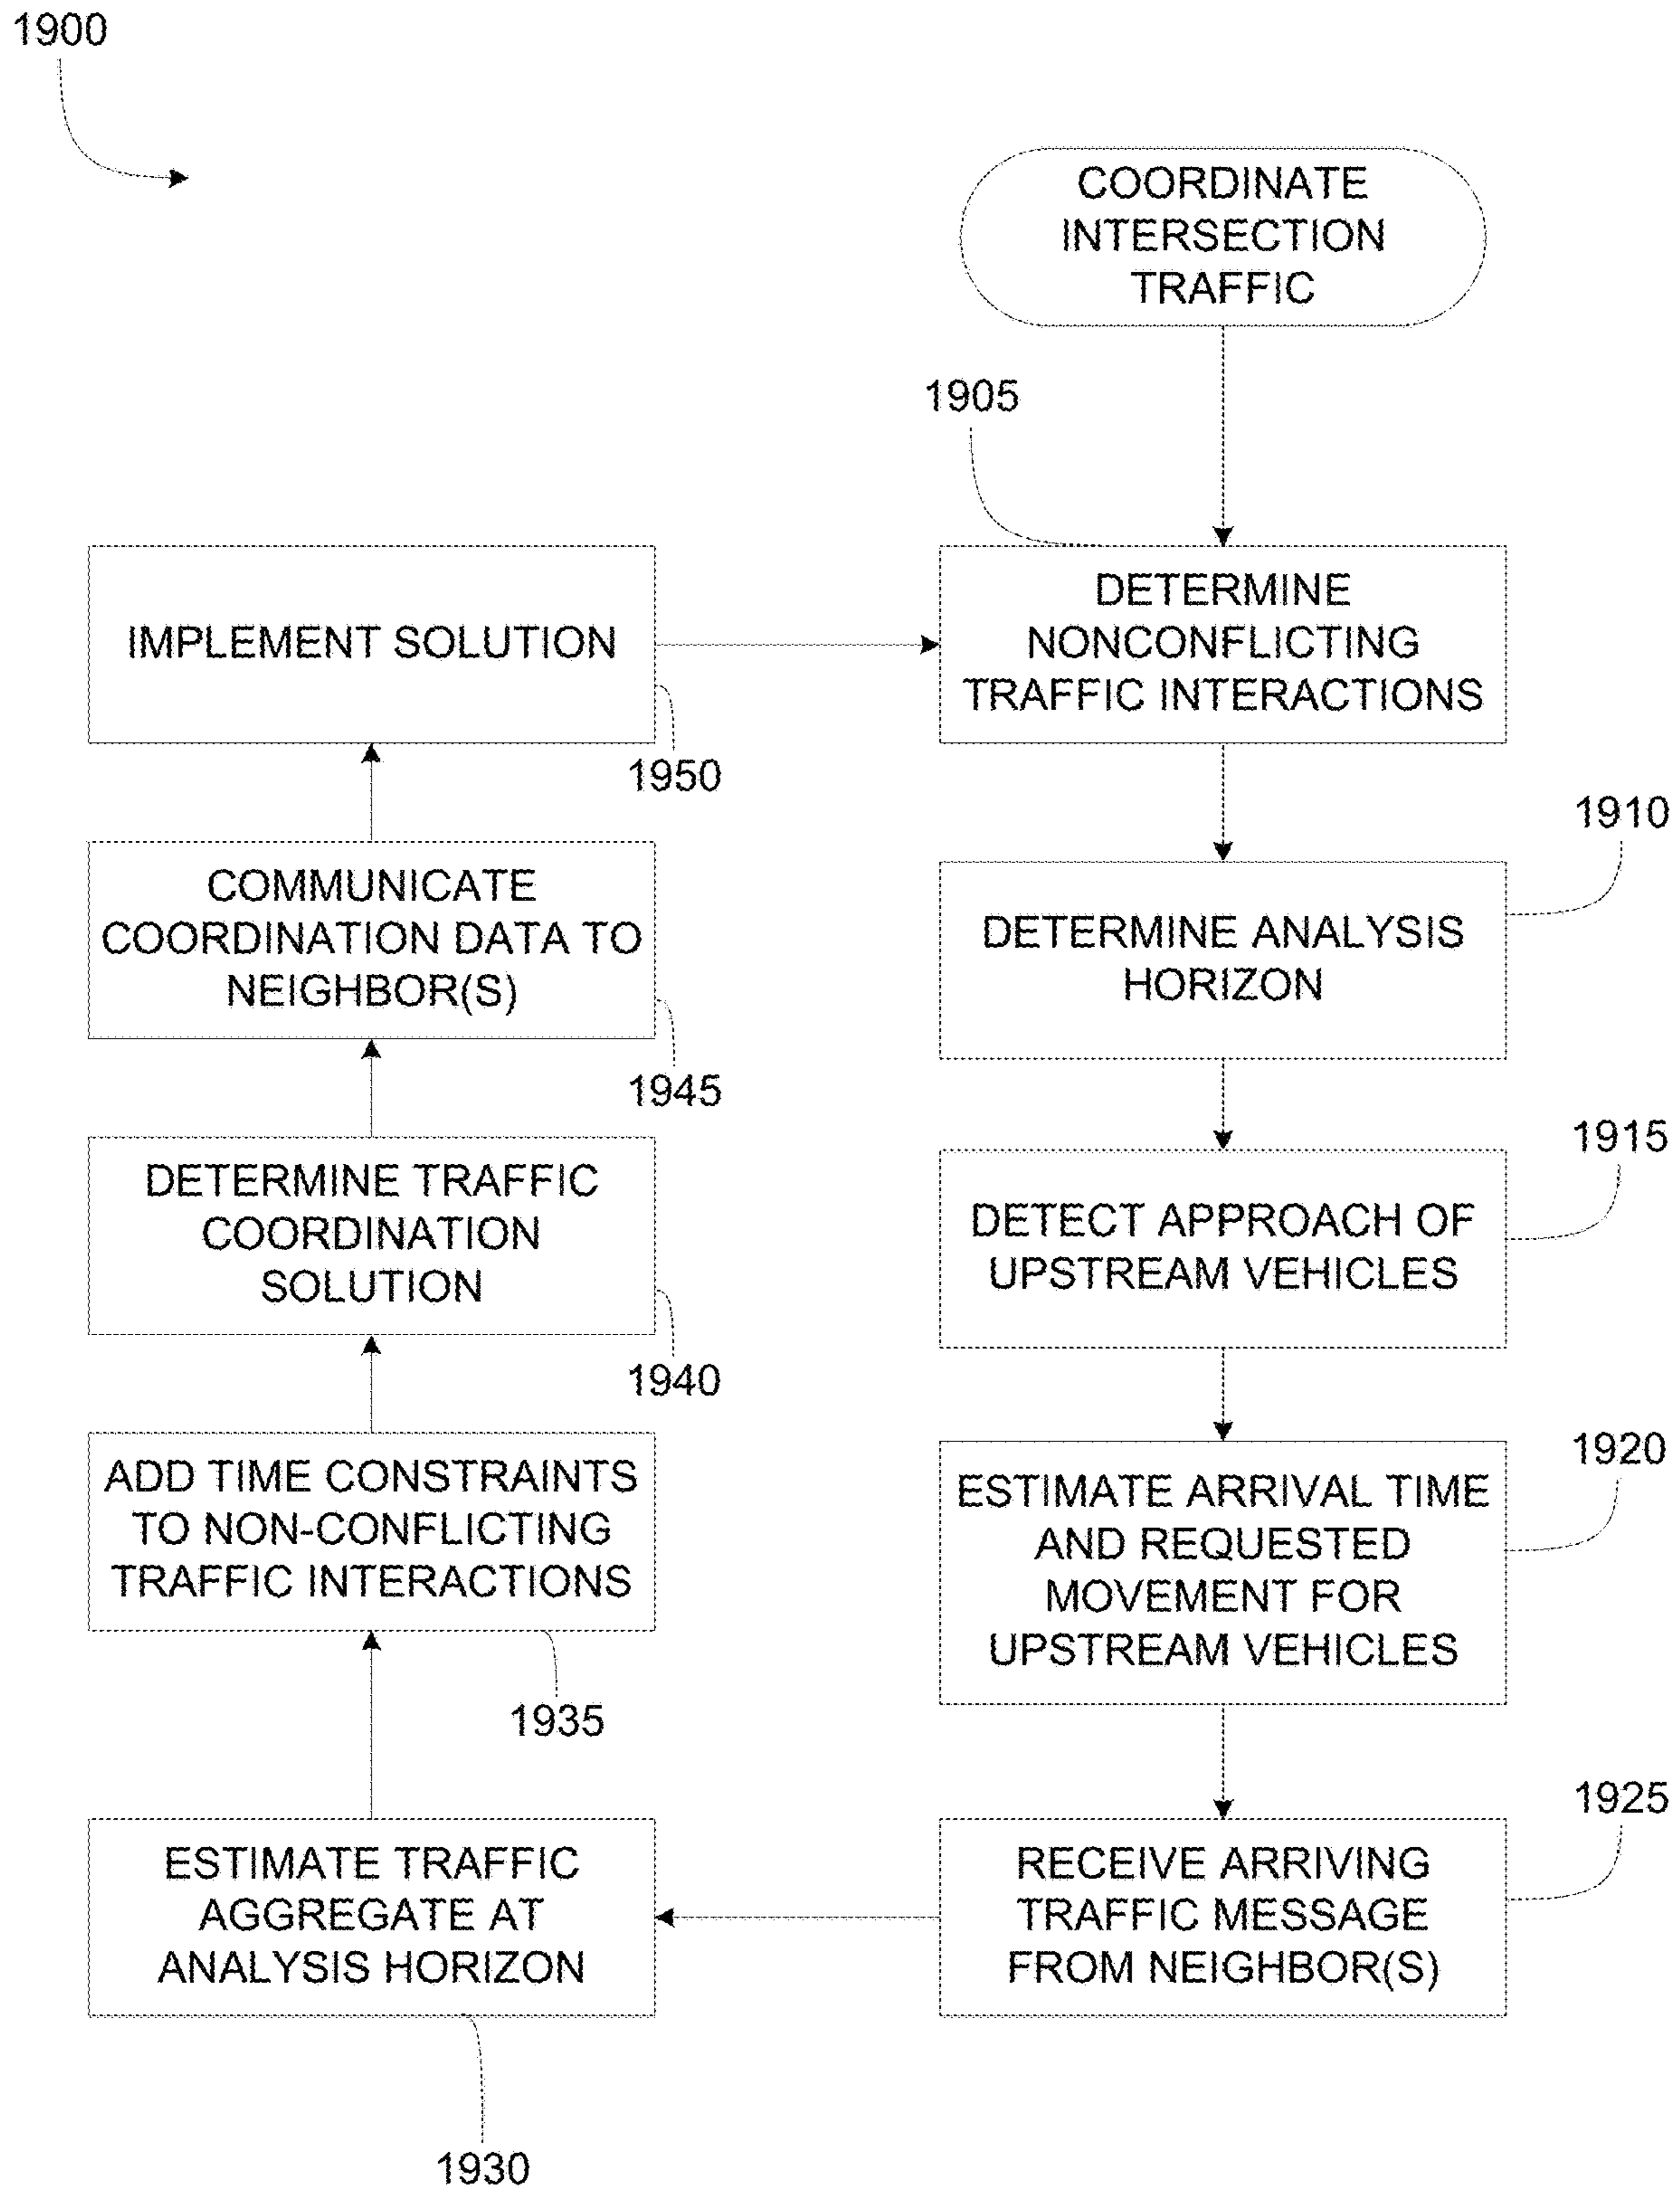 1900
COORDINATE
INTERSECTION
TRAFFIC
1905
DETERMINE
NONCONFLICTING
TRAFFIC INTERACTIONS
1910
DETERMINE ANALYSIS
HORIZON
1915
DETECT APPROACH OF
UPSTREAM VEHICLES
1920
ESTIMATE ARRIVAL TIME
AND REQUESTED
MOVEMENT FOR
UPSTREAM VEHICLES
1925
RECEIVE ARRIVING
TRAFFIC MESSAGE
FROM NEIGHBOR(S)
ESTIMATE TRAFFIC
AGGREGATE AT
ANALYSIS HORIZON
1930
ADD TIME CONSTRAINTS
TO NON-CONFLICTING
TRAFFIC INTERACTIONS
1935
DETERMINE TRAFFIC
COORDINATION
SOLUTION
1940
COMMUNICATE
COORDINATION DATA TO
NEIGHBOR(S)
1945
IMPLEMENT SOLUTION
1950